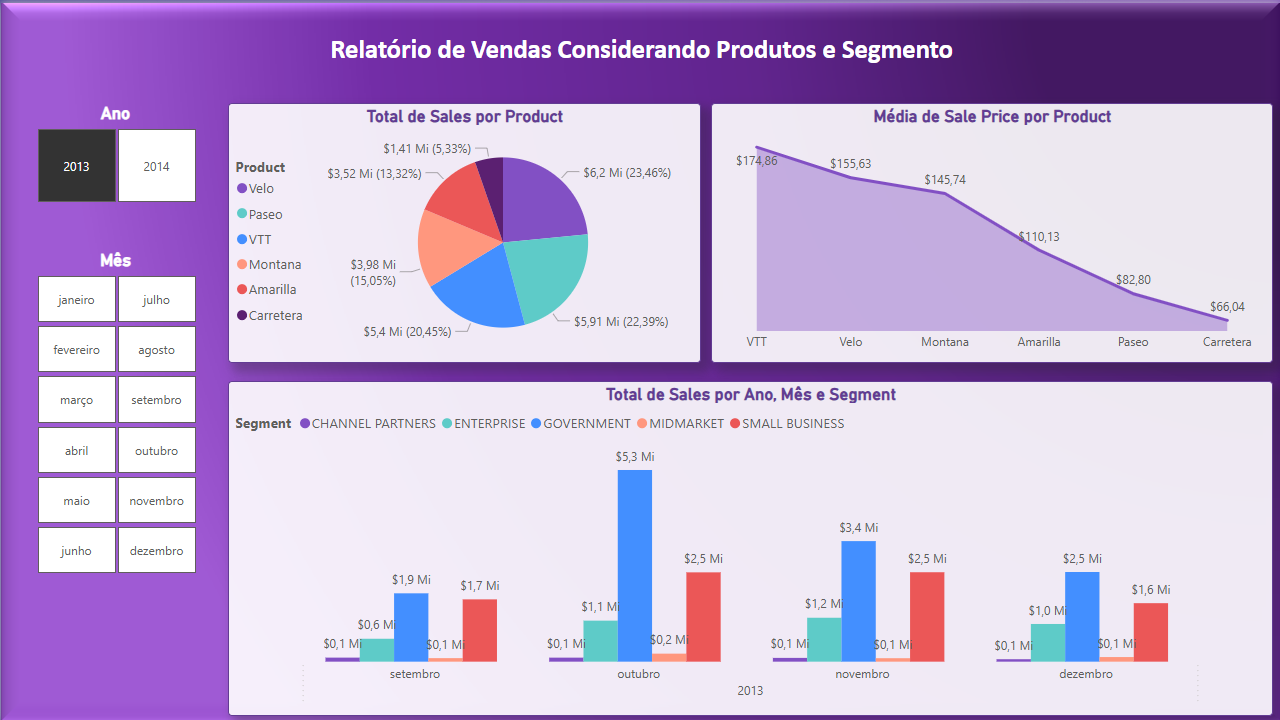 Relatório de Vendas Considerando Produtos e Segmento
Ano
2013
2014
Mês
janeiro
julho
fevereiro
agosto
março
setembro
abril
outubro
maio
novembro
junho
dezembro
Total de Sales por Product
Product
Velo
Paseo
VTT
Montana
Amarilla
Carretera
$1,41 Mi (5,33%)
$3,52 Mi (13,32%)
$3,98 Mi
(15,05%)
$5,4 Mi (20,45%)
$6,2 Mi (23,46%)
$5,91 Mi (22,39%)
Média de Sale Price por Product
$174,86
$155,63
$145,74
$110,13
$82,80
$66,04
VTT
Velo
Montana
Amarilla
Paseo
Carretera
Total de Sales por Ano, Mês e Segment
Segment CHANNEL PARTNERS ENTERPRISE GOVERNMENT MIDMARKET SMALL BUSINESS
$0,1 Mi
$0,6 Mi
$1,9 Mi
$0,1 Mi
$1,7 Mi
$0,1 Mi
$1,1 Mi
$5,3 Mi
$0,2 Mi
$2,5 Mi
$0,1 Mi
$1,2 Mi
$3,4 Mi
$0,1 Mi
$2,5 Mi
$0,1 Mi
$1,0 Mi
$2,5 Mi
$0,1 Mi
$1,6 Mi
setembro
outubro
novembro
dezembro
2013